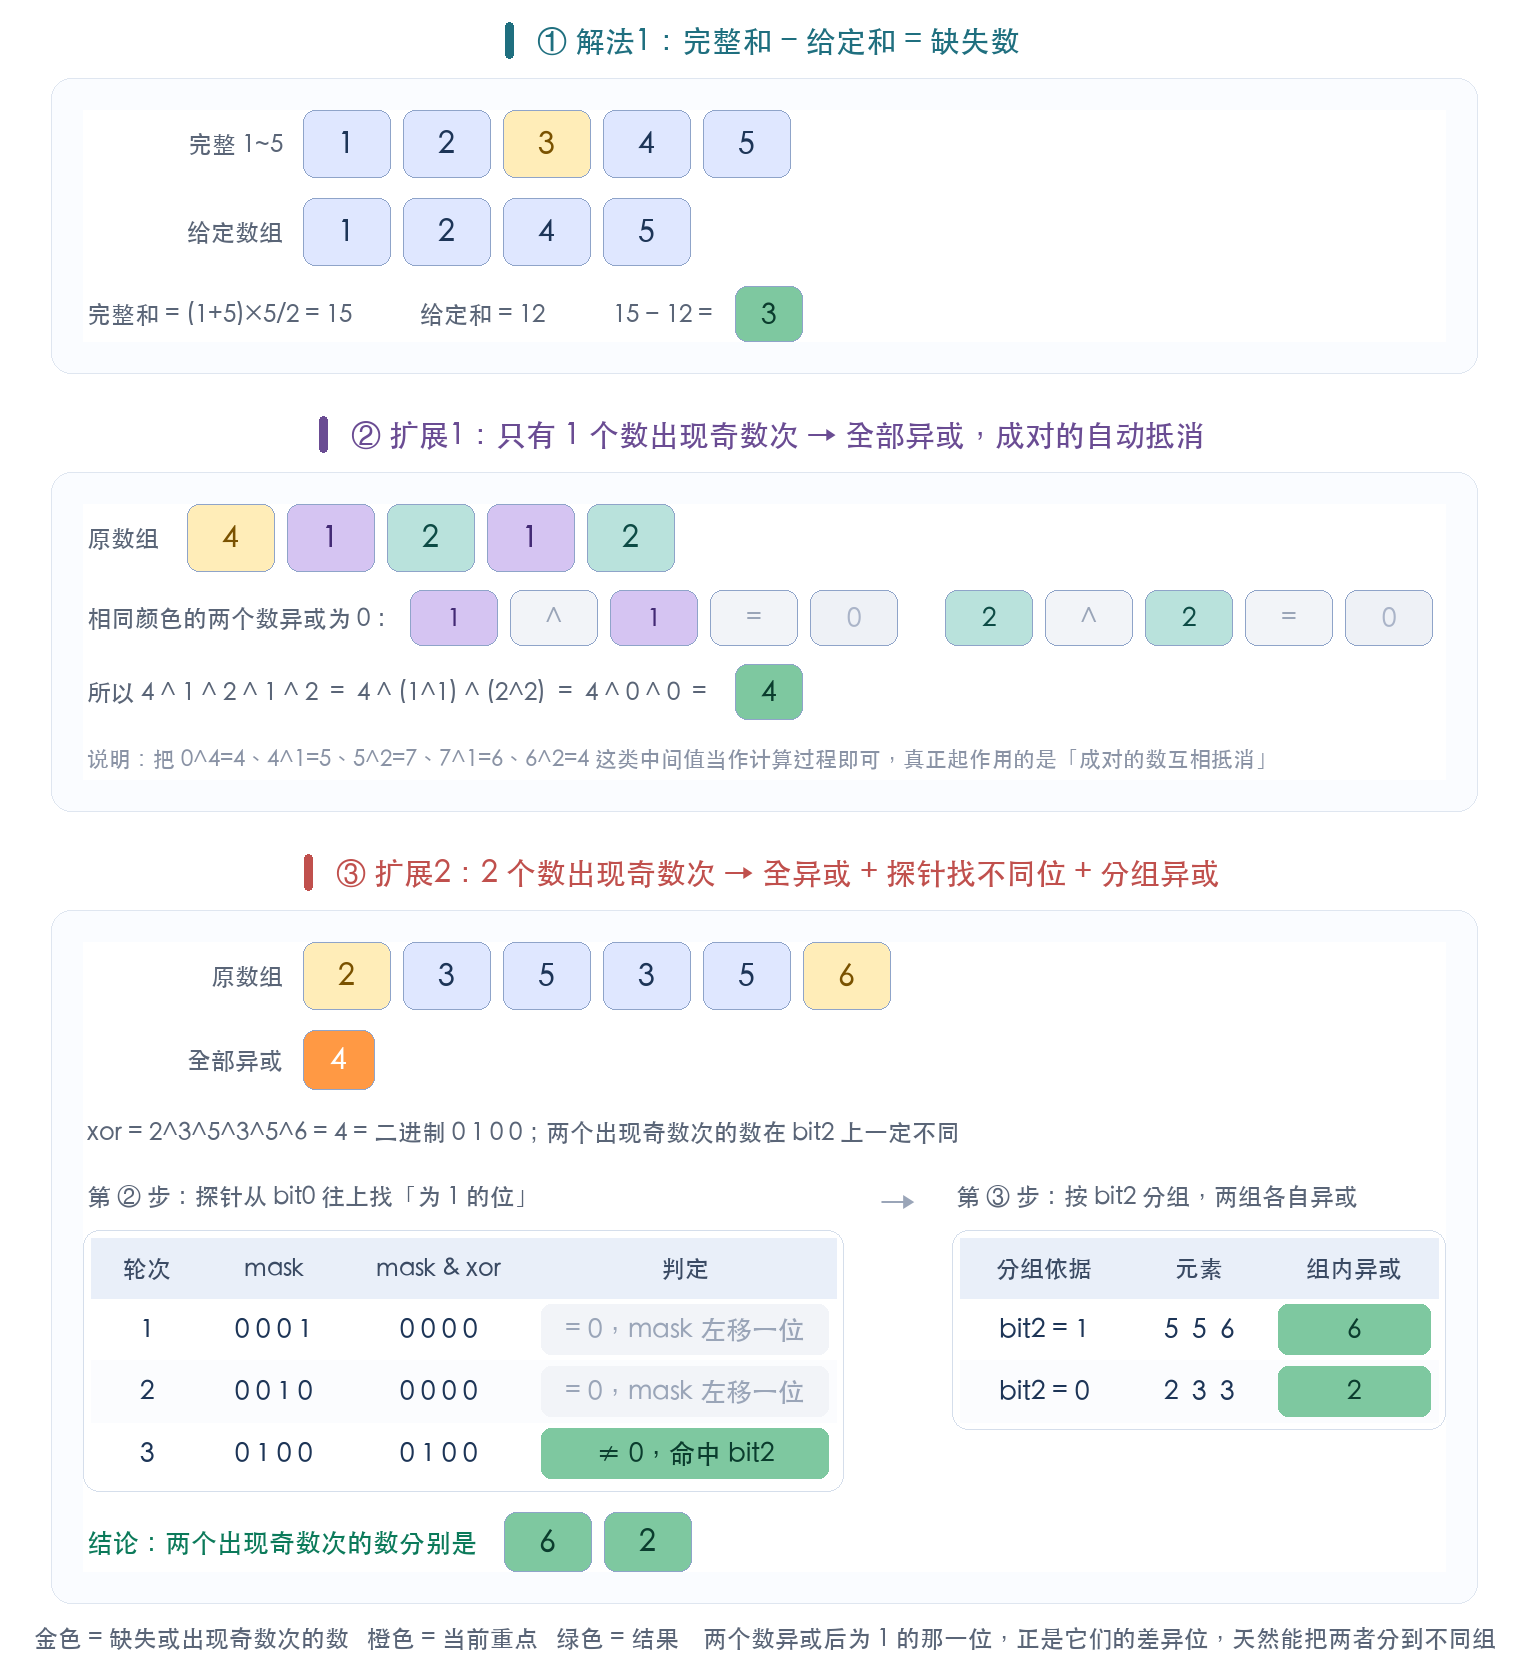 ① 解法1：完整和 − 给定和 = 缺失数
完整 1~5 1 2 3 4 5
给定数组 1 2 4 5
完整和 = (1+5)×5/2 = 15 给定和 = 12 15 − 12 = 3
② 扩展1：只有 1 个数出现奇数次 → 全部异或，成对的自动抵消
原数组 4 1 2 1 2
相同颜色的两个数异或为 0： 1 ^ 1 = 0 2 ^ 2 = 0
所以 4 ^ 1 ^ 2 ^ 1 ^ 2 = 4 ^ (1^1) ^ (2^2) = 4 ^ 0 ^ 0 = 4
说明：把 0^4=4、4^1=5、5^2=7、7^1=6、6^2=4 这类中间值当作计算过程即可，真正起作用的是「成对的数互相抵消」
③ 扩展2：2 个数出现奇数次 → 全异或 + 探针找不同位 + 分组异或
原数组 2 3 5 3 5 6
全部异或 4
xor = 2^3^5^3^5^6 = 4 = 二进制 0 1 0 0；两个出现奇数次的数在 bit2 上一定不同
第 ② 步：探针从 bit0 往上找「为 1 的位」 → 第 ③ 步：按 bit2 分组，两组各自异或
轮次 mask mask & xor 判定
1 0 0 0 1 0 0 0 0 = 0，mask 左移一位
2 0 0 1 0 0 0 0 0 = 0，mask 左移一位
3 0 1 0 0 0 1 0 0 ≠ 0，命中 bit2
分组依据 元素 组内异或
bit2 = 1 5 5 6 6
bit2 = 0 2 3 3 2
结论：两个出现奇数次的数分别是 6 2
金色 = 缺失或出现奇数次的数 橙色 = 当前重点 绿色 = 结果 两个数异或后为 1 的那一位，正是它们的差异位，天然能把两者分到不同组